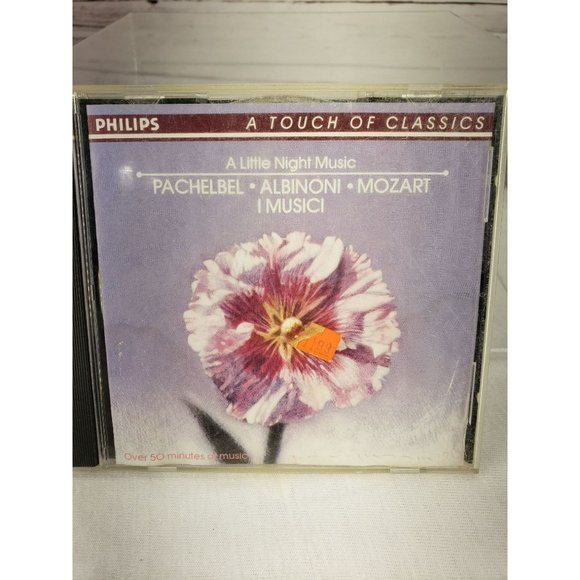 PHILIPS A TOUCH OF CLASSICS
A Little Night Music
PACHELBEL • ALBINONI • MOZART
I MUSICI
Over 50 minutes of music